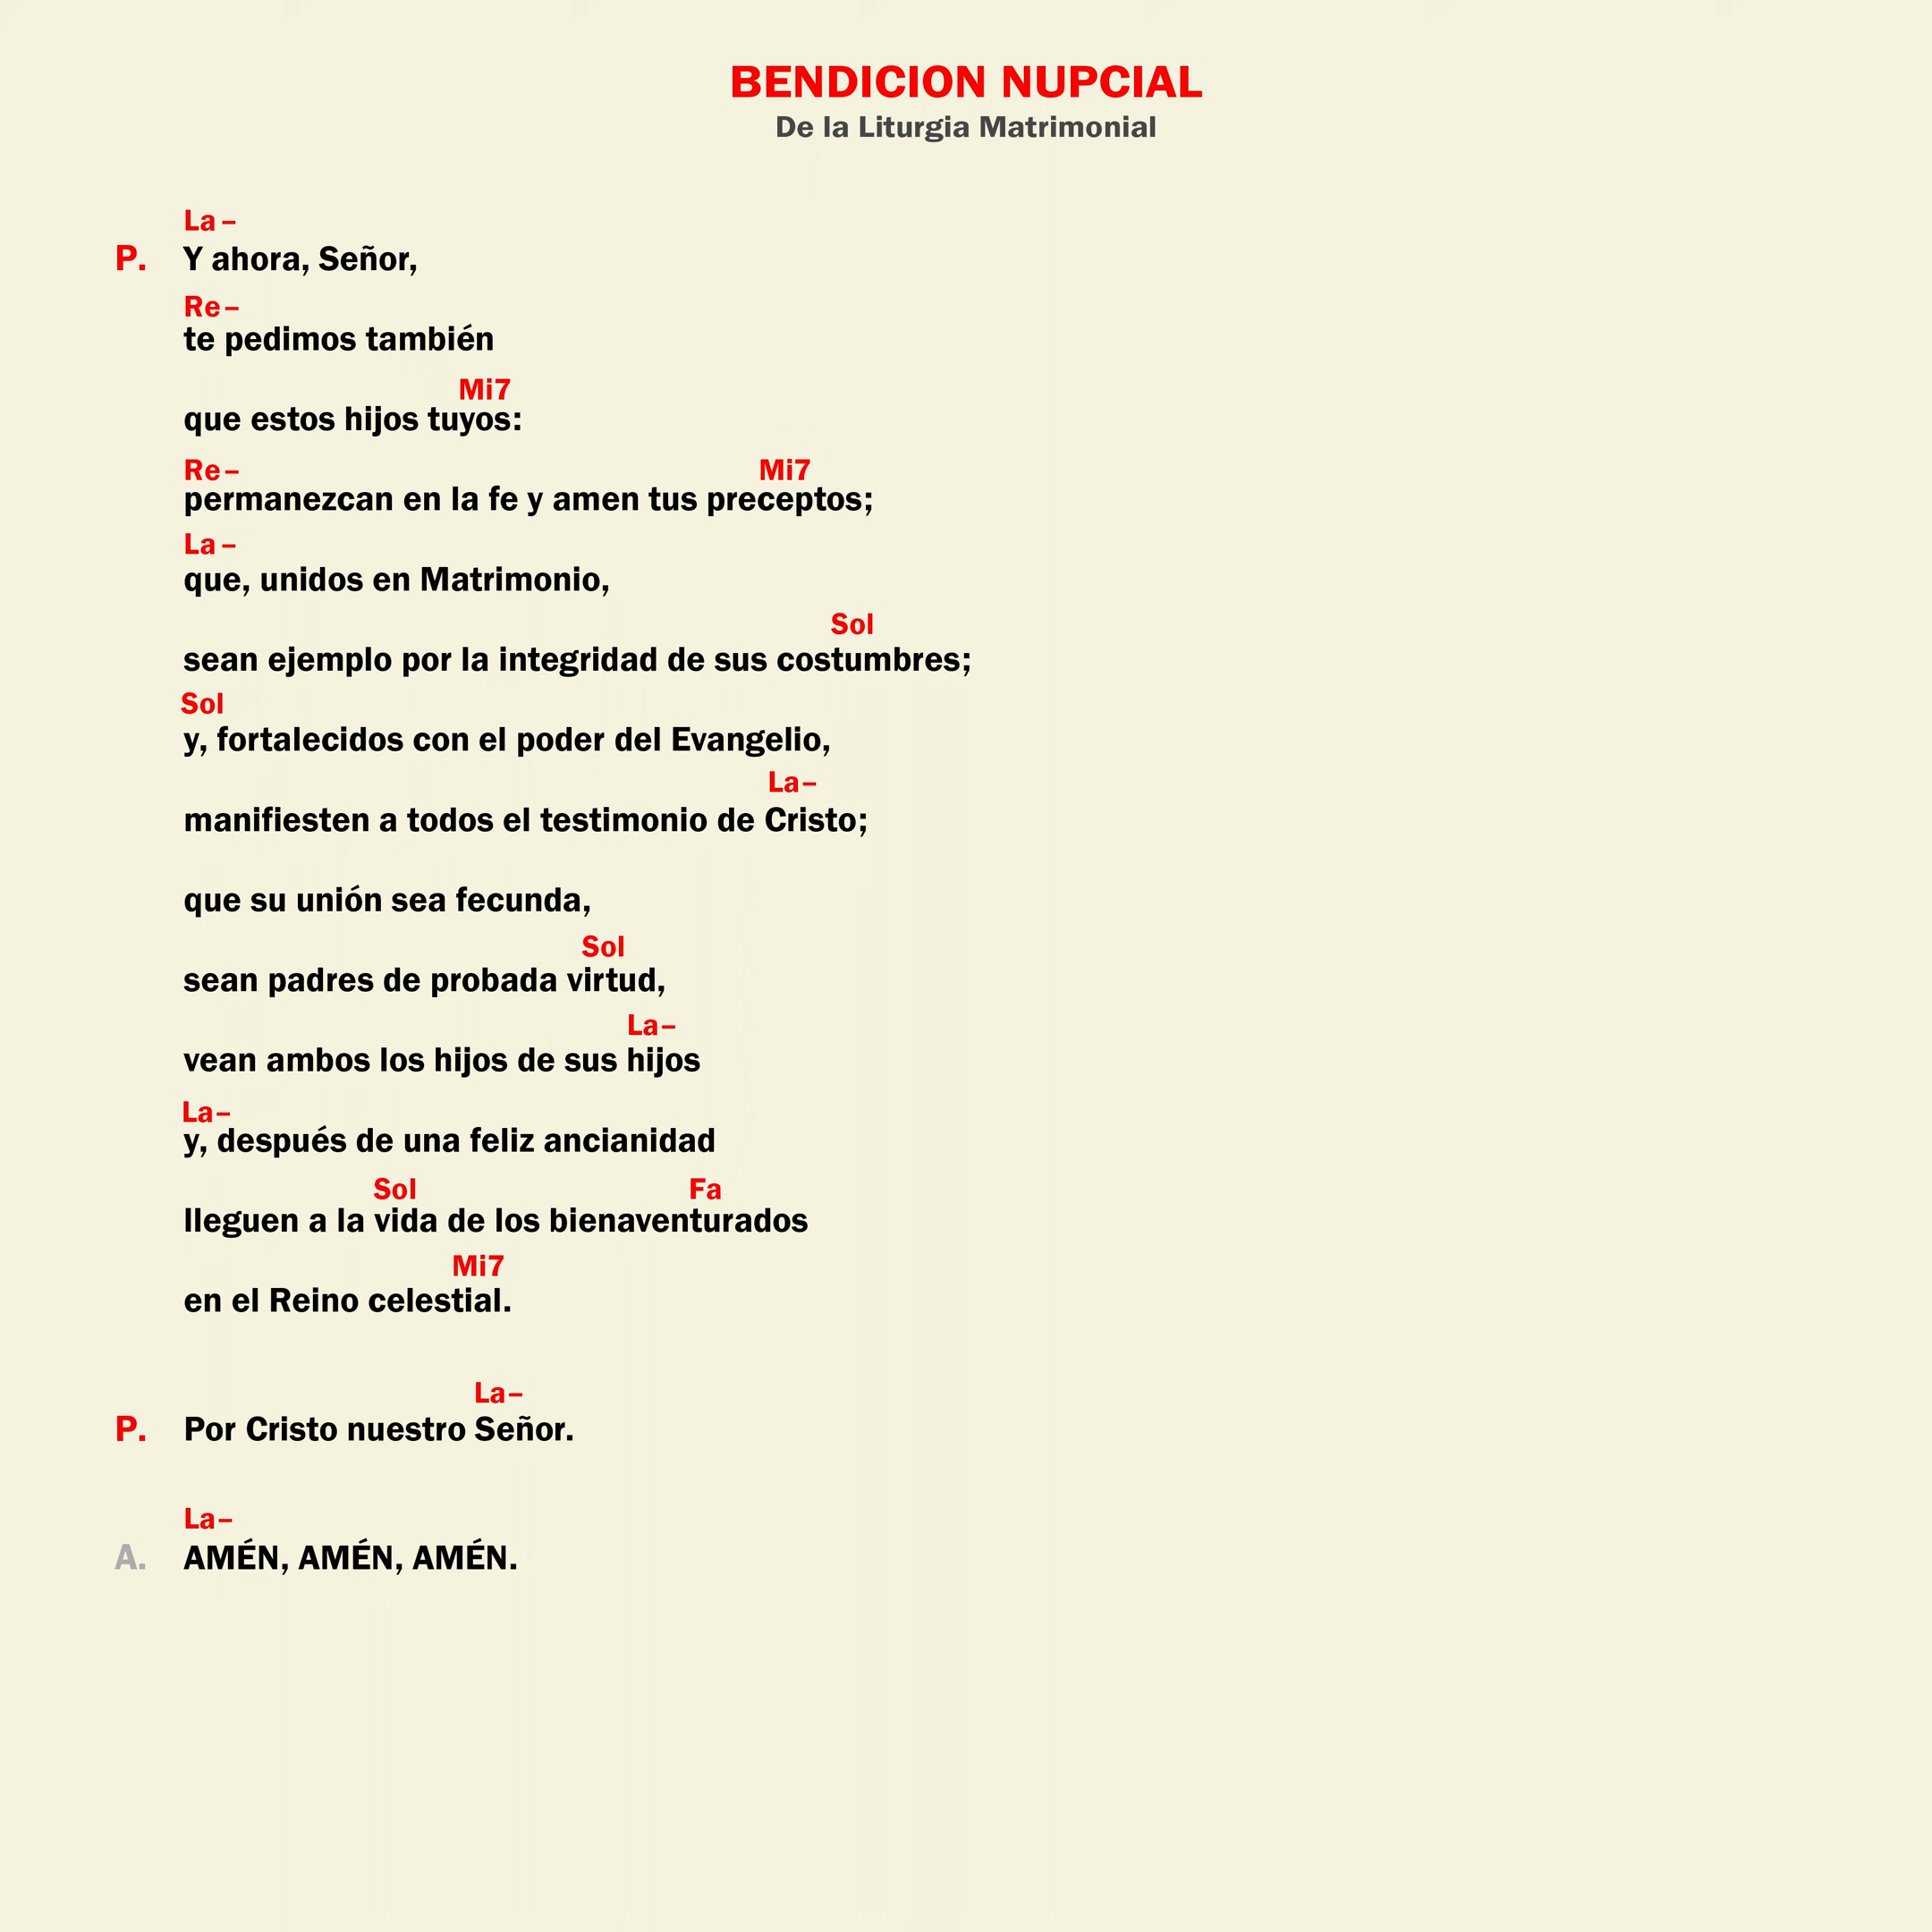 BENDICION NUPCIAL
De la Liturgia Matrimonial
La –
P. Y ahora, Señor,
Re –
te pedimos también
Mi7
que estos hijos tuyos:
Re – Mi7
permanezcan en la fe y amen tus preceptos;
La –
que, unidos en Matrimonio,
Sol
sean ejemplo por la integridad de sus costumbres;
Sol
y, fortalecidos con el poder del Evangelio,
La –
manifiesten a todos el testimonio de Cristo;
que su unión sea fecunda,
Sol
sean padres de probada virtud,
La –
vean ambos los hijos de sus hijos
La –
y, después de una feliz ancianidad
Sol Fa
lleguen a la vida de los bienaventurados
Mi7
en el Reino celestial.
La –
P. Por Cristo nuestro Señor.
La –
A. AMÉN, AMÉN, AMÉN.